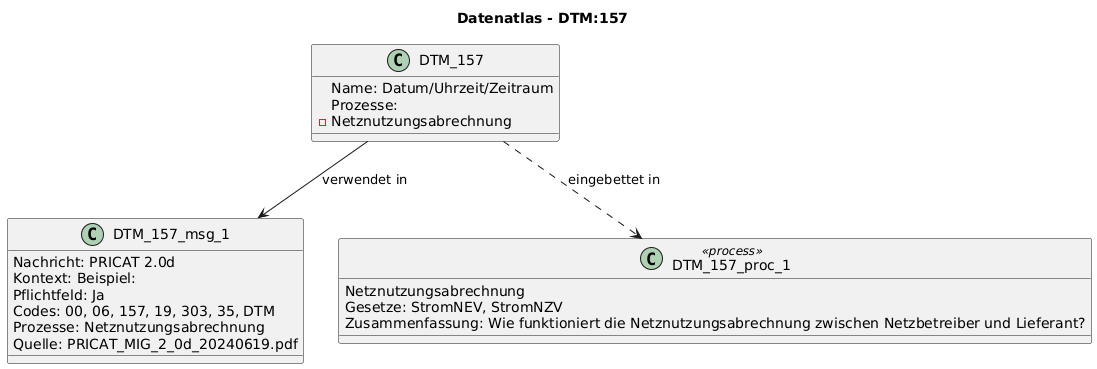 Datenatlas - DTM:157
C DTM_157
Name: Datum/Uhrzeit/Zeitraum
Prozesse:
Netznutzungsabrechnung
verwendet in
eingebettet in
C DTM_157_msg_1
Nachricht: PRICAT 2.0d
Kontext: Beispiel:
Pflichtfeld: Ja
Codes: 00, 06, 157, 19, 303, 35, DTM
Prozesse: Netznutzungsabrechnung
Quelle: PRICAT_MIG_2_0d_20240619.pdf
«process»
C DTM_157_proc_1
Netznutzungsabrechnung
Gesetze: StromNEV, StromNZV
Zusammenfassung: Wie funktioniert die Netznutzungsabrechnung zwischen Netzbetreiber und Lieferant?